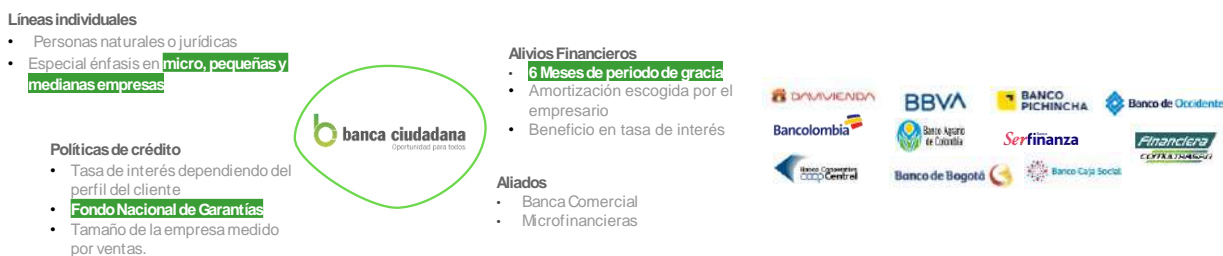 Líneas individuales
• Personas naturales o jurídicas
• Especial énfasis en micro, pequeñas y
medianas empresas
Políticas de crédito
• Tasa de interés dependiendo del
perfil del cliente
• Fondo Nacional de Garantías
• Tamaño de la empresa medido
por ventas.
banca ciudadana
Oportunidad para todos
Alivios Financieros
• 6 Meses de periodo de gracia
• Amortización escogida por el
empresario
• Beneficio en tasa de interés
Aliados
• Banca Comercial
• Microfinancieras
DAVIVIENDA
BBVA
BANCO
PICHINCHA
Banco de Occidente
Bancolombia
Banco Agrario
de Colombia
Serfinanza
Financiera
COMULTRASAN
Banco Cooperativo
CoopCentral
Banco de Bogotá
Banco Caja Social